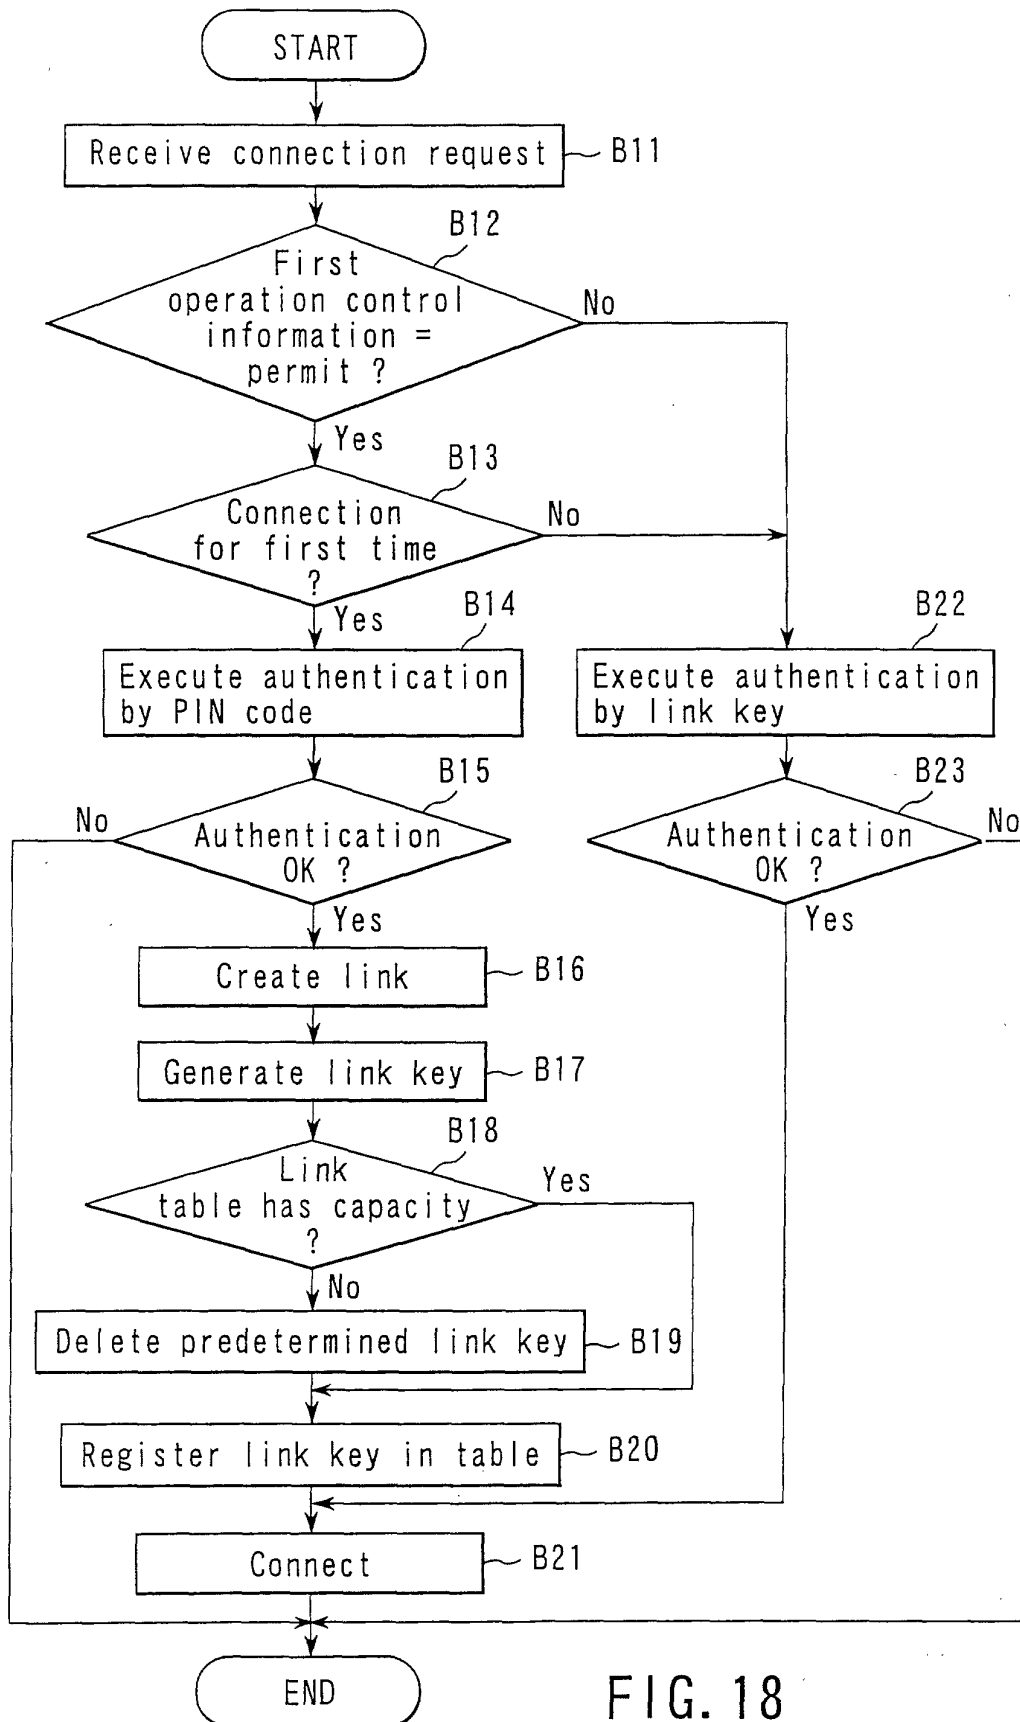 START
Receive connection request
B11
B12
First
operation control
information =
permit ?
No
Yes
B13
Connection
for first time
?
No
Yes
B14
Execute authentication
by PIN code
B22
Execute authentication
by link key
B15
No
Authentication
OK ?
Yes
B23
Authentication
OK ?
No
Yes
Create link
B16
Generate link key
B17
B18
Link
table has capacity
?
Yes
No
Delete predetermined link key
B19
Register link key in table
B20
Connect
B21
END
FIG. 18